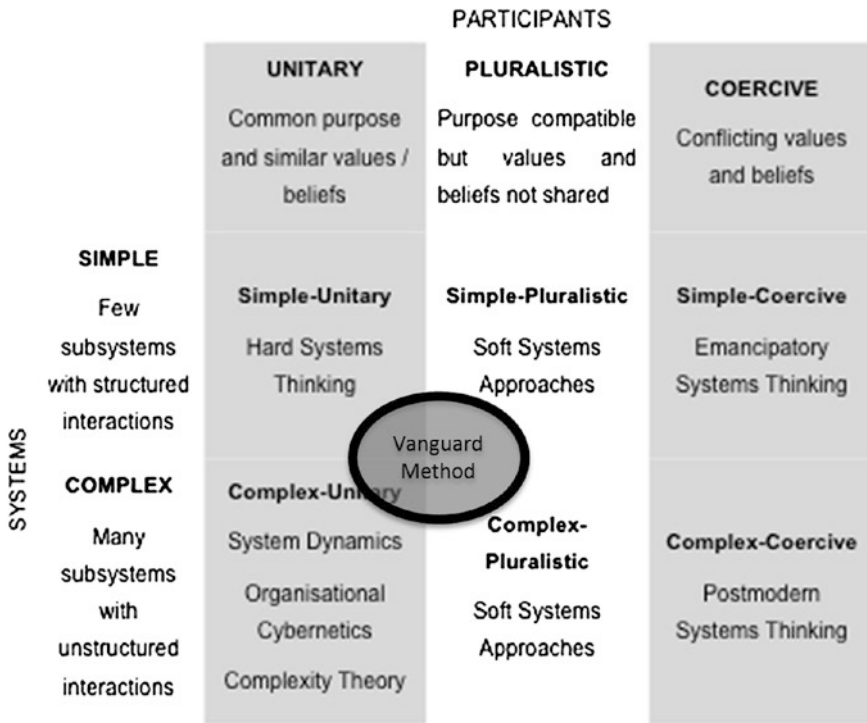 PARTICIPANTS
UNITARY
Common purpose
and similar values /
beliefs
PLURALISTIC
Purpose compatible
but values and
beliefs not shared
COERCIVE
Conflicting values
and beliefs
SYSTEMS
SIMPLE
Few
subsystems
with structured
interactions
Simple-Unitary
Hard Systems
Thinking
Simple-Pluralistic
Soft Systems
Approaches
Simple-Coercive
Emancipatory
Systems Thinking
Vanguard
Method
COMPLEX
Many
subsystems
with
unstructured
interactions
Complex-Unitary
System Dynamics
Organisational
Cybernetics
Complexity Theory
Complex-
Pluralistic
Soft Systems
Approaches
Complex-Coercive
Postmodern
Systems Thinking